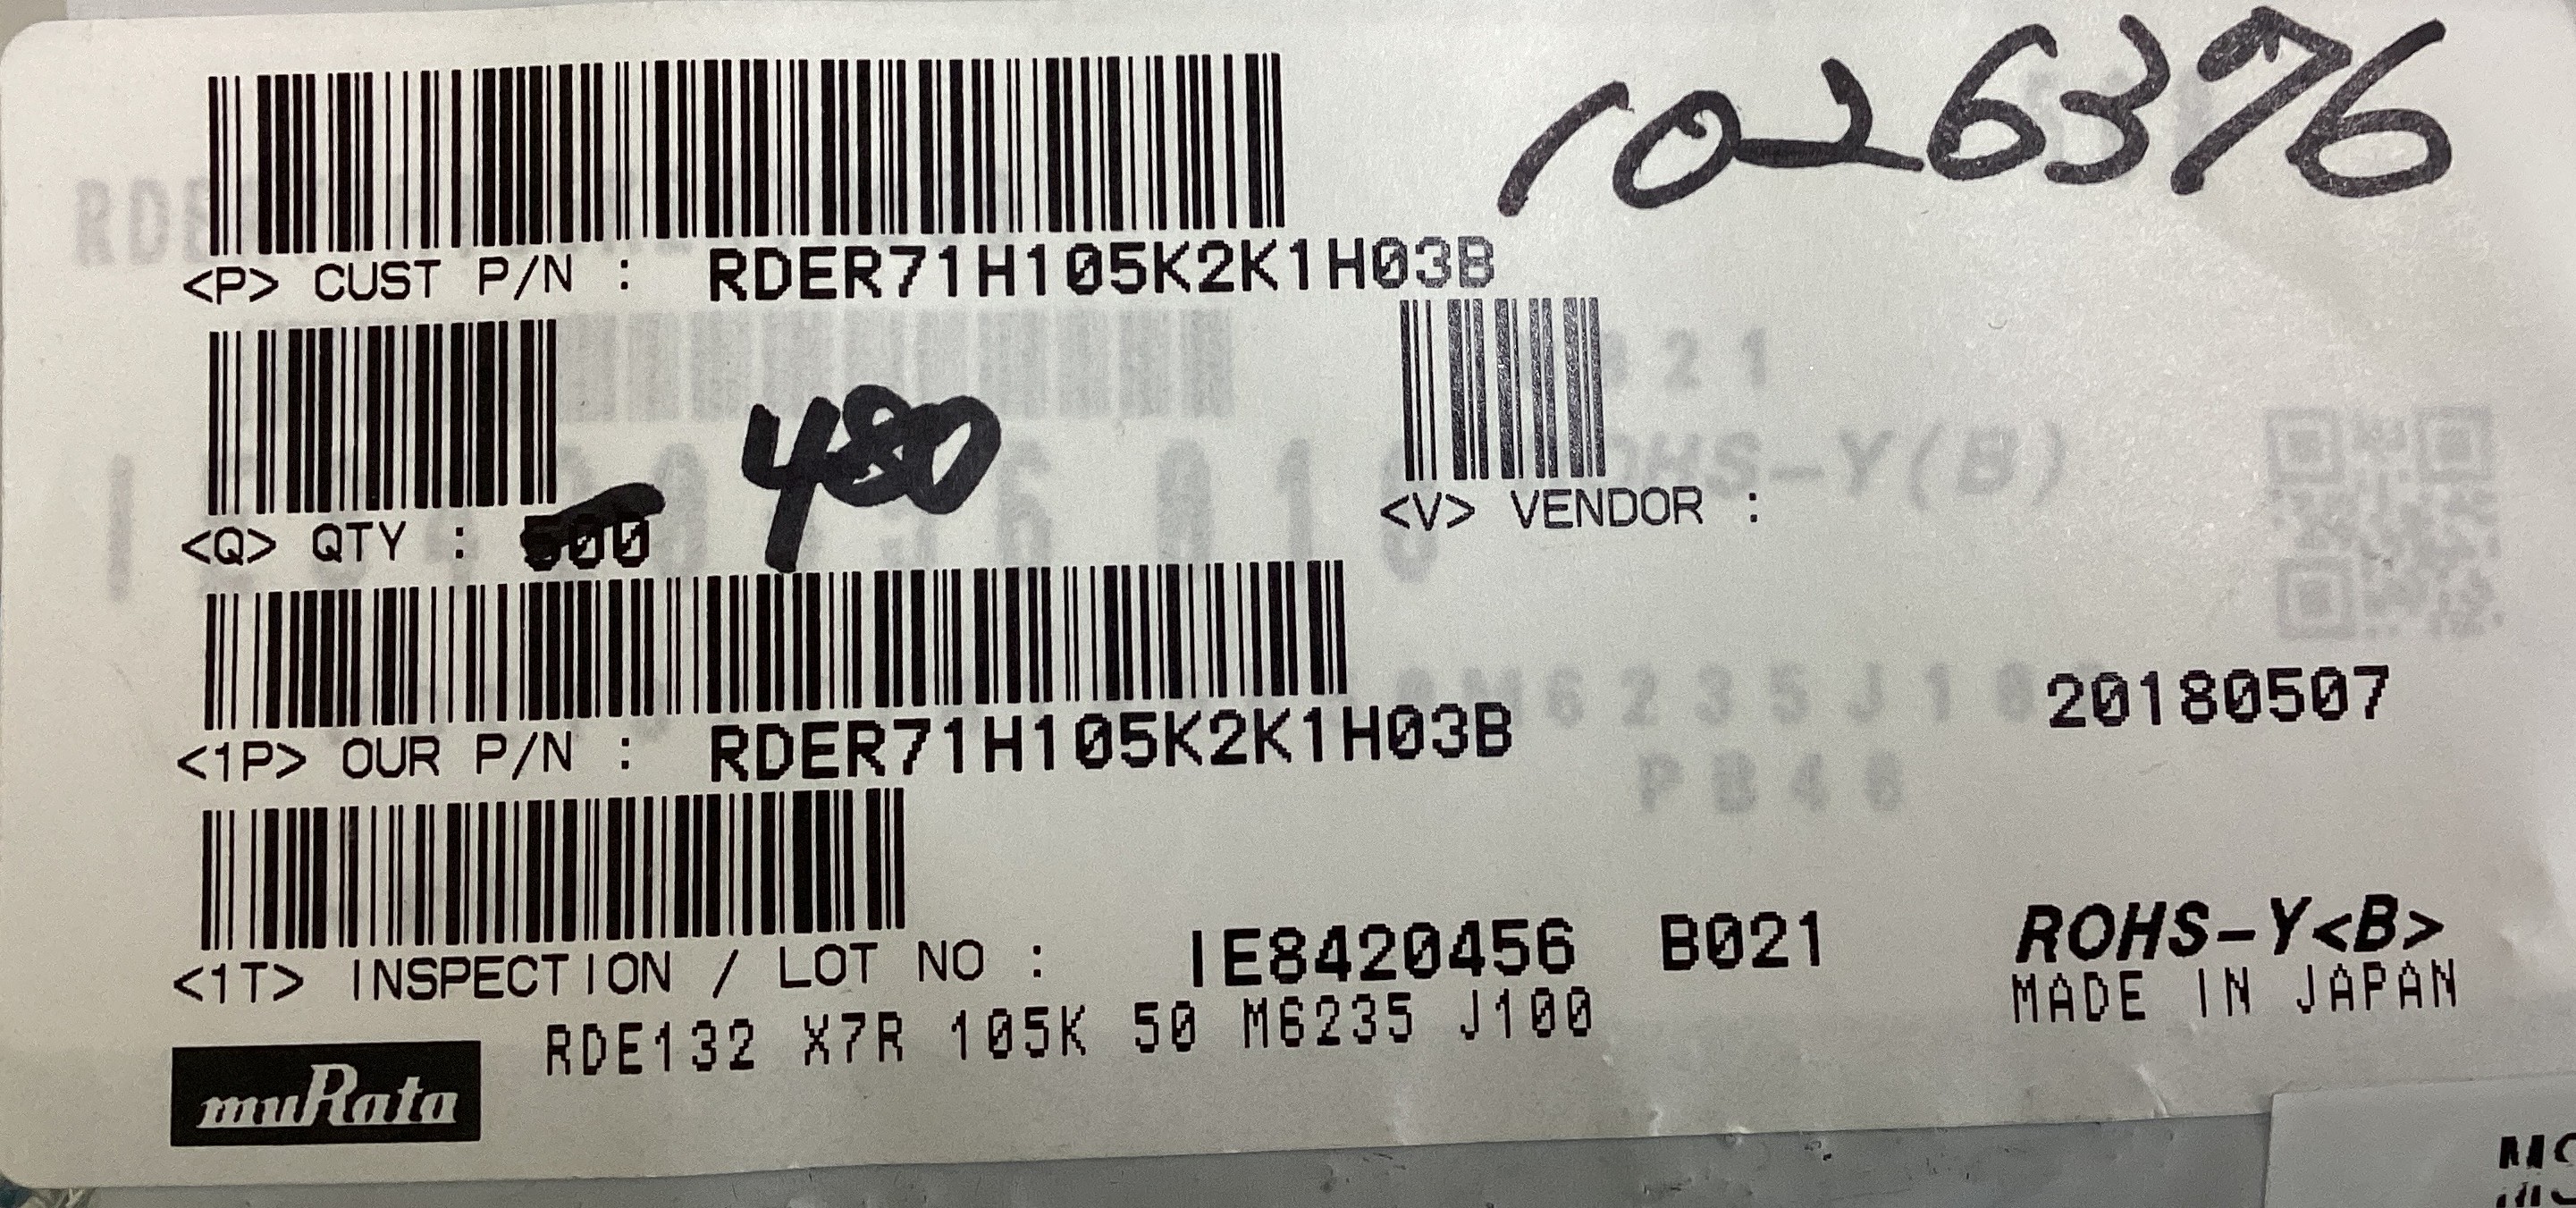 1026376
<P> CUST P/N : RDER71H105K2K1H03B
<Q> QTY : 500 480
<V> VENDOR :
<1P> OUR P/N : RDER71H105K2K1H03B
20180507
<1T> INSPECTION / LOT NO : IE8420456 B021
ROHS-Y<B>
MADE IN JAPAN
RDE132 X7R 105K 50 M6235 J100
muRata